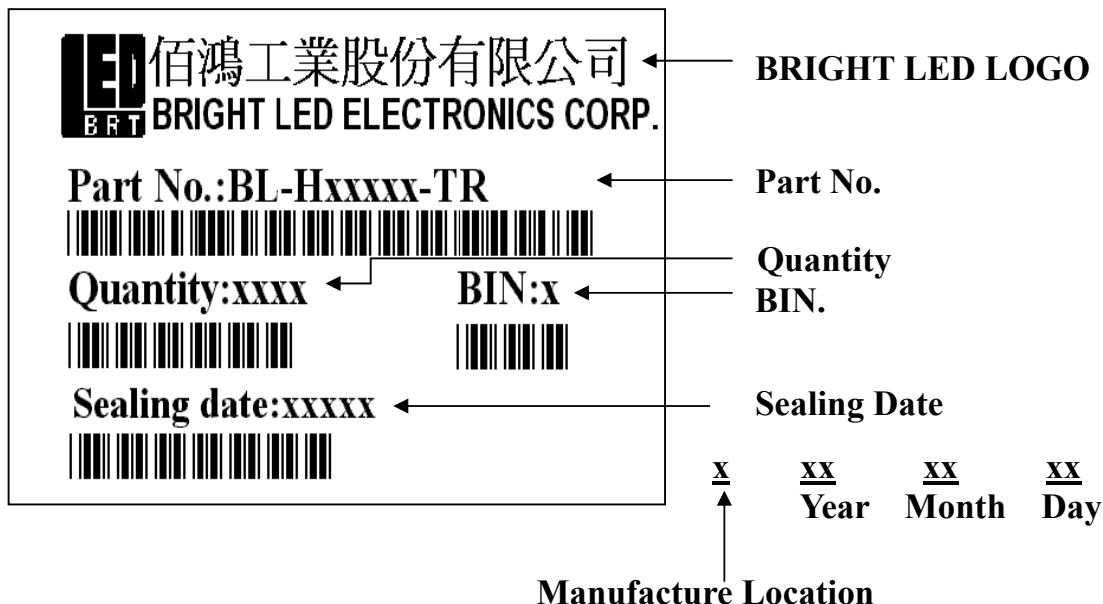 LED 佰鴻工業股份有限公司 BRIGHT LED LOGO
BRT BRIGHT LED ELECTRONICS CORP.
Part No.:BL-Hxxxxx-TR Part No.
Quantity
Quantity:xxxx BIN:x BIN.
Sealing date:xxxxx Sealing Date
x xx xx xx
Year Month Day
Manufacture Location